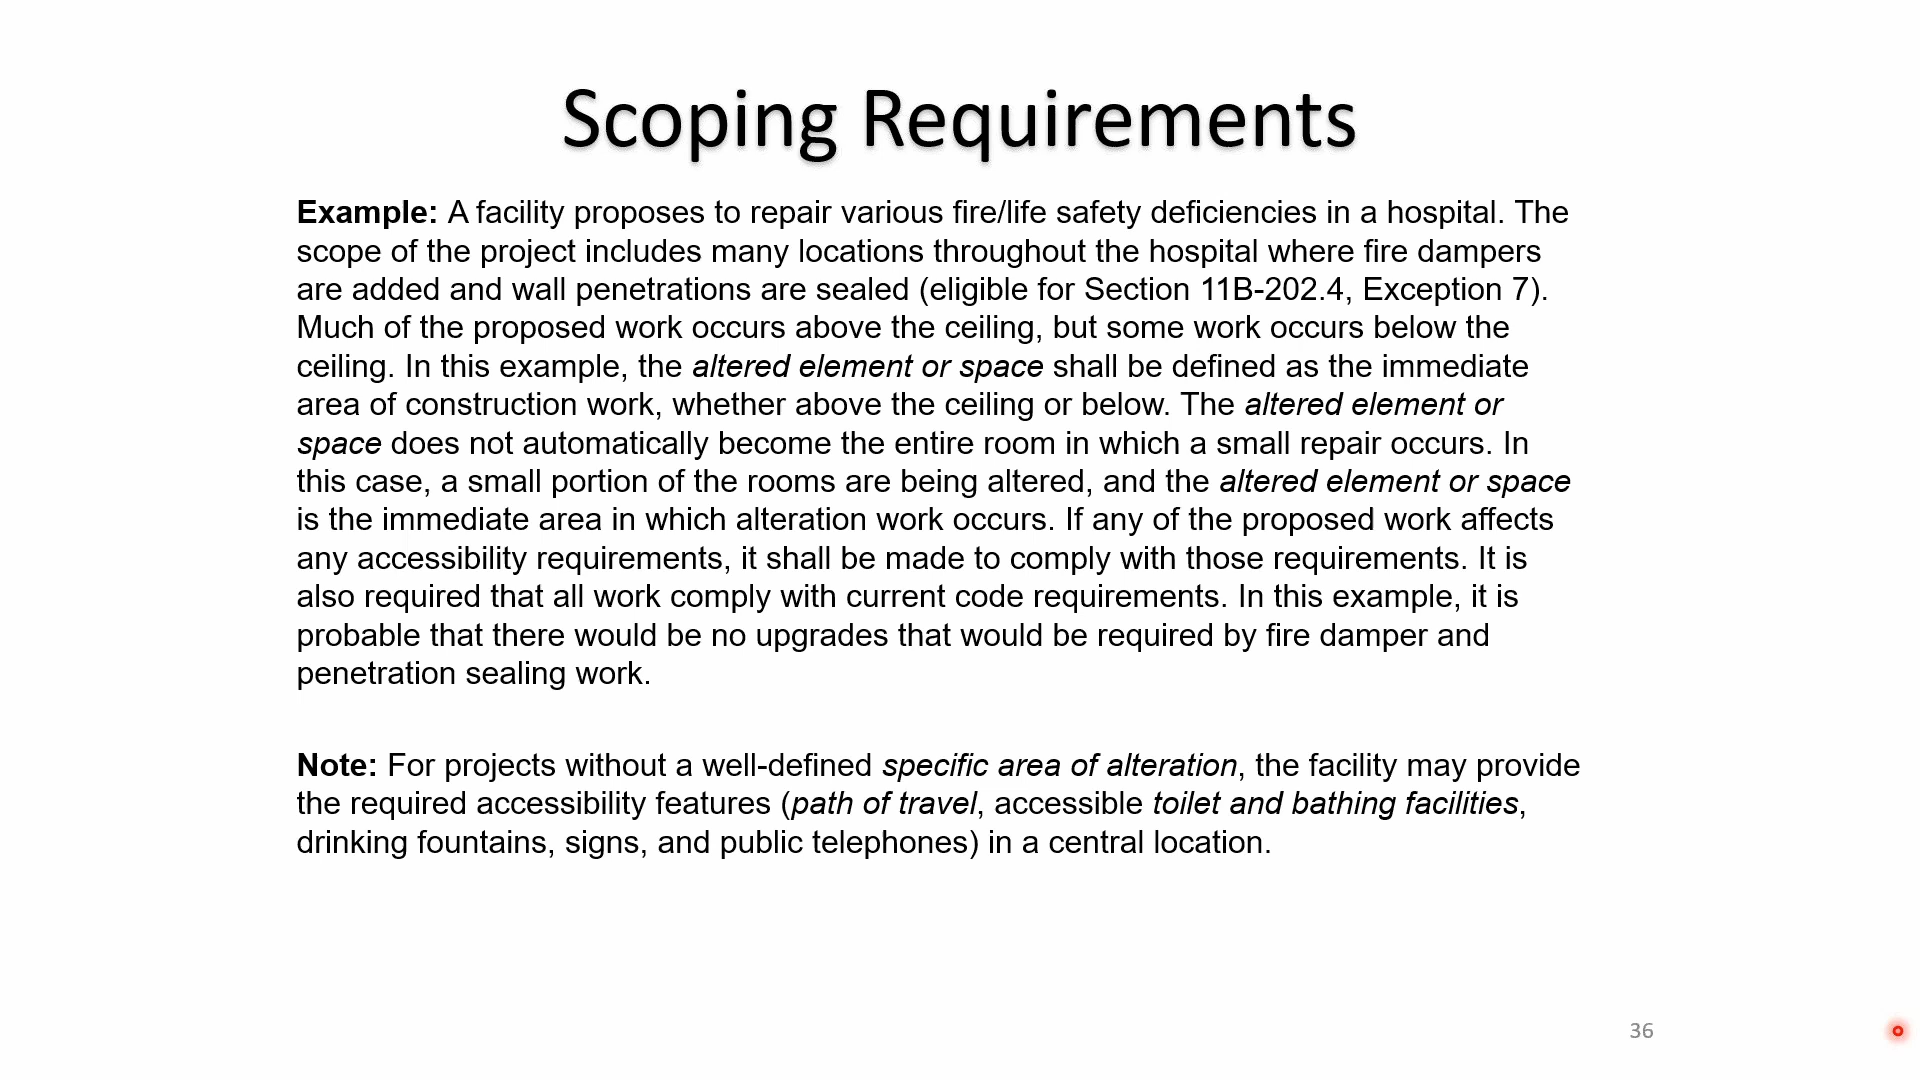 Scoping Requirements
Example: A facility proposes to repair various fire/life safety deficiencies in a hospital. The
scope of the project includes many locations throughout the hospital where fire dampers
are added and wall penetrations are sealed (eligible for Section 11B-202.4, Exception 7).
Much of the proposed work occurs above the ceiling, but some work occurs below the
ceiling. In this example, the altered element or space shall be defined as the immediate
area of construction work, whether above the ceiling or below. The altered element or
space does not automatically become the entire room in which a small repair occurs. In
this case, a small portion of the rooms are being altered, and the altered element or space
is the immediate area in which alteration work occurs. If any of the proposed work affects
any accessibility requirements, it shall be made to comply with those requirements. It is
also required that all work comply with current code requirements. In this example, it is
probable that there would be no upgrades that would be required by fire damper and
penetration sealing work.
Note: For projects without a well-defined specific area of alteration, the facility may provide
the required accessibility features (path of travel, accessible toilet and bathing facilities,
drinking fountains, signs, and public telephones) in a central location.
36